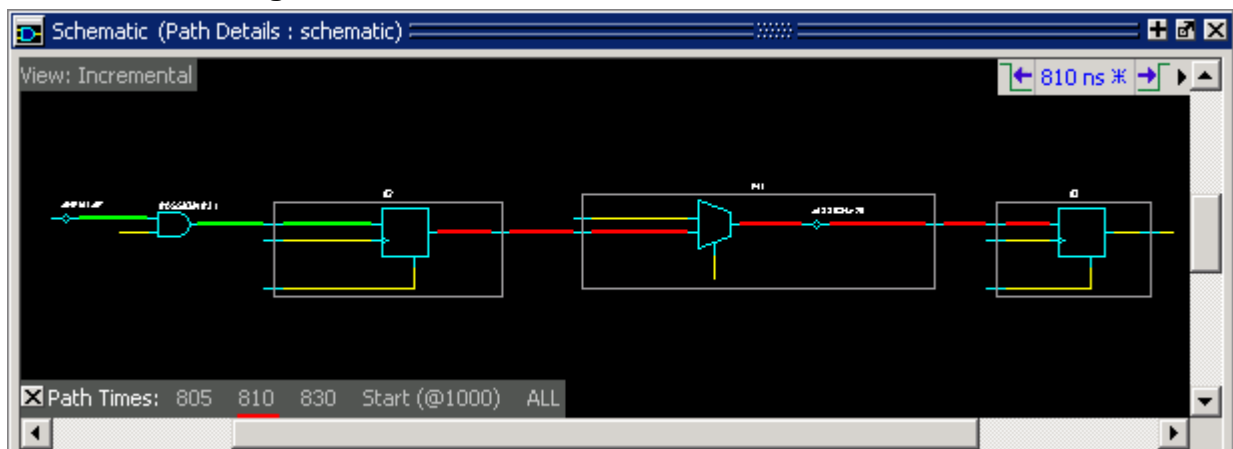 Schematic (Path Details : schematic)
View: Incremental
810 ns
Path Times: 805 810 830 Start (@1000) ALL